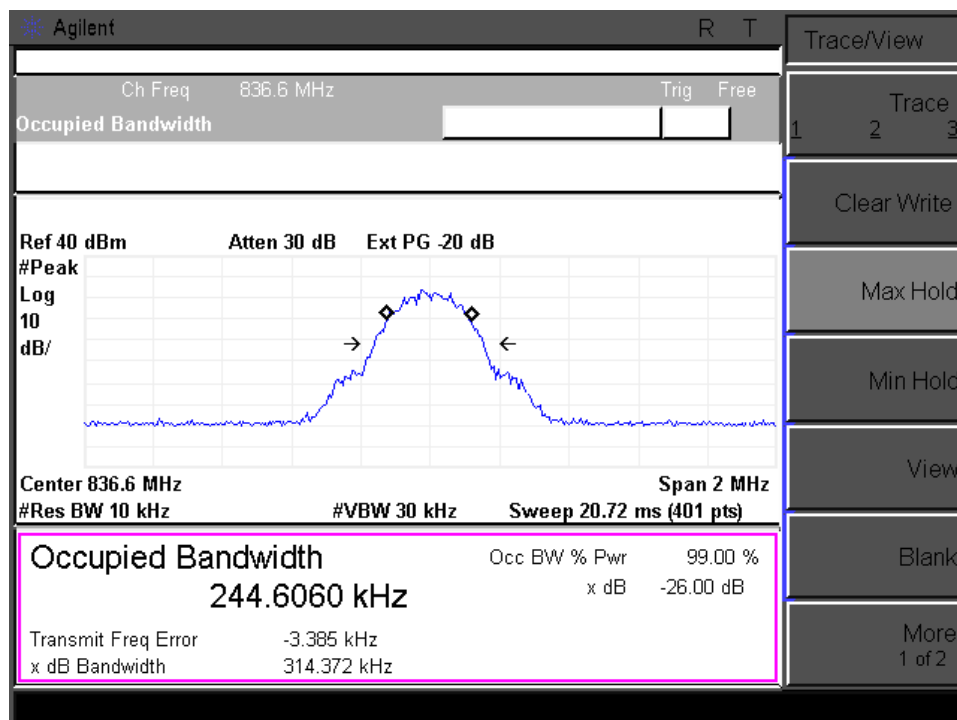 Agilent R T
Trace/View
Ch Freq 836.6 MHz Trig Free
Occupied Bandwidth
Trace
1 2 3
Clear Write
Ref 40 dBm Atten 30 dB Ext PG -20 dB
#Peak
Log
10
dB/
Max Hold
Min Hold
View
Center 836.6 MHz Span 2 MHz
#Res BW 10 kHz #VBW 30 kHz Sweep 20.72 ms (401 pts)
Occupied Bandwidth Occ BW % Pwr 99.00 %
244.6060 kHz x dB -26.00 dB
Transmit Freq Error -3.385 kHz
x dB Bandwidth 314.372 kHz
Blank
More
1 of 2